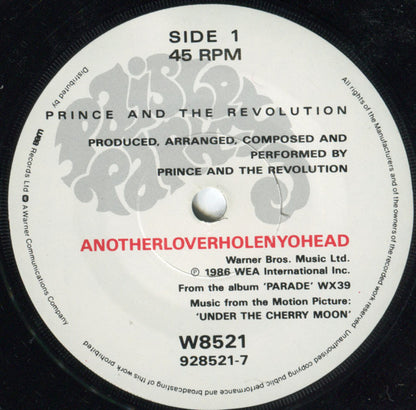 SIDE 1
45 RPM
Paisley Park
PRINCE AND THE REVOLUTION
PRODUCED, ARRANGED, COMPOSED AND
PERFORMED BY
PRINCE AND THE REVOLUTION
ANOTHERLOVERHOLENYOHEAD
Warner Bros. Music Ltd.
Ⓟ 1986 WEA International Inc.
From the album 'PARADE' WX39
Music from the Motion Picture:
'UNDER THE CHERRY MOON'
W8521
928521-7
Distributed by wea Records Ltd. A Warner Communications Company
All rights of the Manufacturers and of the owner of the recorded work reserved. Unauthorised copying public performance and broadcasting of this work prohibited